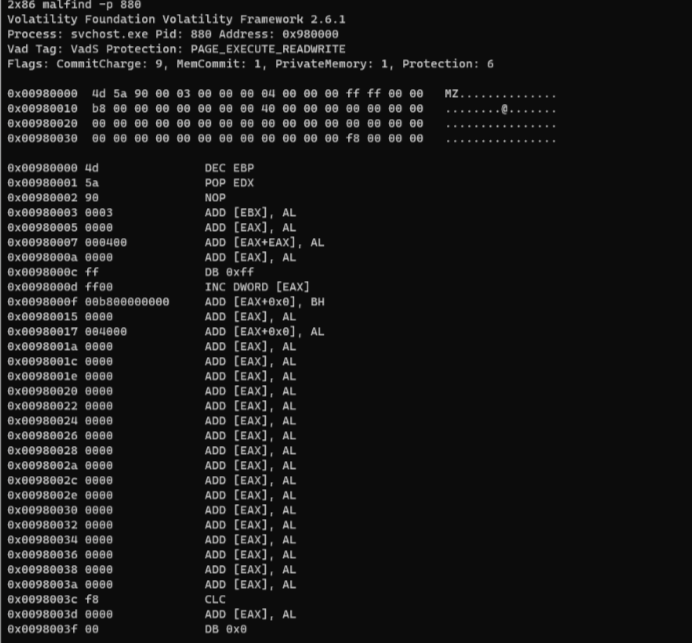 2x86 malfind -p 880
Volatility Foundation Volatility Framework 2.6.1
Process: svchost.exe Pid: 880 Address: 0x980000
Vad Tag: VadS Protection: PAGE_EXECUTE_READWRITE
Flags: CommitCharge: 9, MemCommit: 1, PrivateMemory: 1, Protection: 6
0x00980000 4d 5a 90 00 03 00 00 00 04 00 00 00 ff ff 00 00 MZ..............
0x00980010 b8 00 00 00 00 00 00 00 40 00 00 00 00 00 00 00 ........@.......
0x00980020 00 00 00 00 00 00 00 00 00 00 00 00 00 00 00 00 ................
0x00980030 00 00 00 00 00 00 00 00 00 00 00 00 f8 00 00 00 ................
0x00980000 4d DEC EBP
0x00980001 5a POP EDX
0x00980002 90 NOP
0x00980003 0003 ADD [EBX], AL
0x00980005 0000 ADD [EAX], AL
0x00980007 000400 ADD [EAX+EAX], AL
0x0098000a 0000 ADD [EAX], AL
0x0098000c ff DB 0xff
0x0098000d ff00 INC DWORD [EAX]
0x0098000f 00b800000000 ADD [EAX+0x0], BH
0x00980015 0000 ADD [EAX], AL
0x00980017 004000 ADD [EAX+0x0], AL
0x0098001a 0000 ADD [EAX], AL
0x0098001c 0000 ADD [EAX], AL
0x0098001e 0000 ADD [EAX], AL
0x00980020 0000 ADD [EAX], AL
0x00980022 0000 ADD [EAX], AL
0x00980024 0000 ADD [EAX], AL
0x00980026 0000 ADD [EAX], AL
0x00980028 0000 ADD [EAX], AL
0x0098002a 0000 ADD [EAX], AL
0x0098002c 0000 ADD [EAX], AL
0x0098002e 0000 ADD [EAX], AL
0x00980030 0000 ADD [EAX], AL
0x00980032 0000 ADD [EAX], AL
0x00980034 0000 ADD [EAX], AL
0x00980036 0000 ADD [EAX], AL
0x00980038 0000 ADD [EAX], AL
0x0098003a 0000 ADD [EAX], AL
0x0098003c f8 CLC
0x0098003d 0000 ADD [EAX], AL
0x0098003f 00 DB 0x0